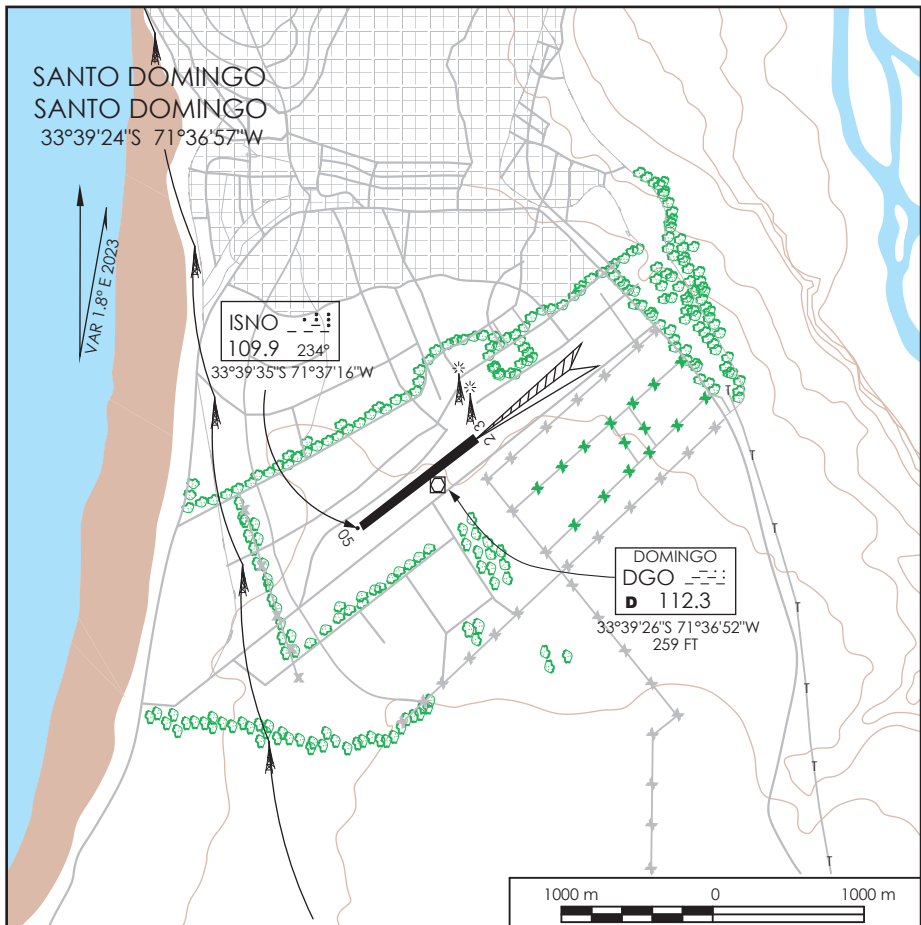 SANTO DOMINGO
SANTO DOMINGO
33°39'24"S 71°36'57"W
VAR 1.8° E 2023
ISNO
109.9 234°
33°39'35"S 71°37'16"W
23
05
DOMINGO
DGO
D 112.3
33°39'26"S 71°36'52"W
259 FT
T
T
T
T
T
T
1000 m 0 1000 m